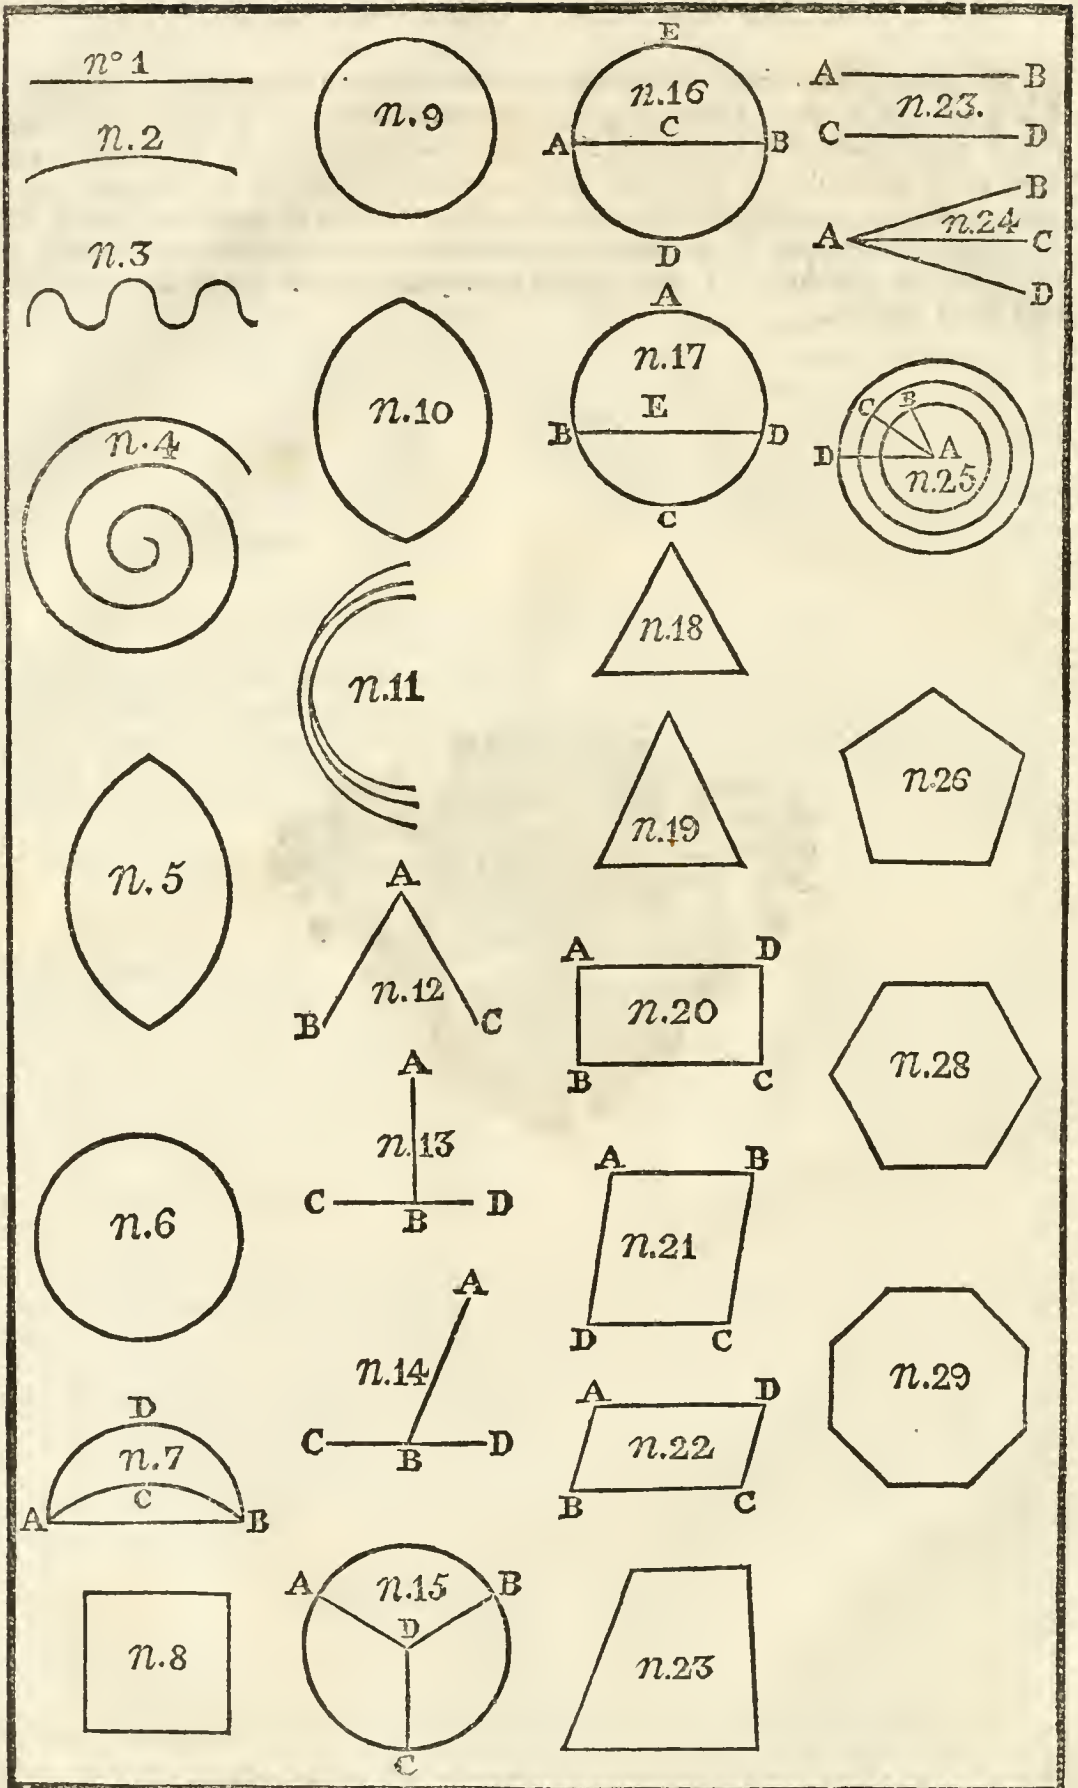 n° 1
n. 2
n. 3
n. 4
n. 5
n. 6
D
n. 7
C
A B
n. 8
n. 9
n. 10
n. 11
A
n. 12
B C
A
n. 13
C B D
A
n. 14
C B D
A n. 15 B
D
C
E
n. 16
C
A B
D
A
n. 17
E
B D
C
n. 18
n. 19
A D
n. 20
B C
A B
n. 21
D C
A D
n. 22
B C
n. 23
A B
n. 23.
C D
B
n. 24
A C
D
C B
D A
n. 25
n. 26
n. 28
n. 29